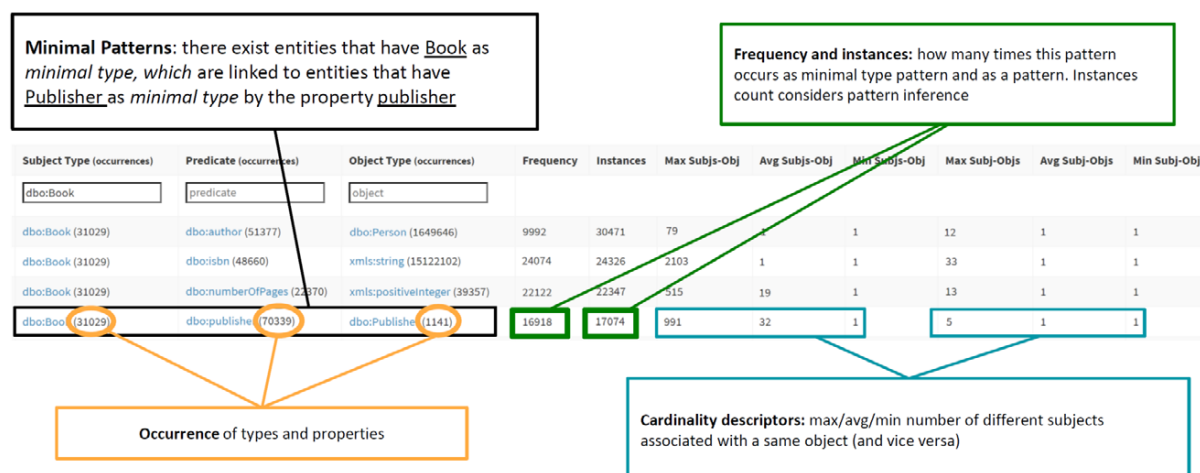 Minimal Patterns: there exist entities that have Book as
minimal type, which are linked to entities that have
Publisher as minimal type by the property publisher
Frequency and instances: how many times this pattern
occurs as minimal type pattern and as a pattern. Instances
count considers pattern inference
Subject Type (occurrences) Predicate (occurrences) Object Type (occurrences) Frequency Instances Max Subjs-Obj Avg Subjs-Obj Min Subjs-Obj Max Subj-Objs Avg Subj-Objs Min Subj-Obj
dbo:Book predicate object
dbo:Book (31029) dbo:author (51377) dbo:Person (1649646) 9992 30471 79 1 1 12 1 1
dbo:Book (31029) dbo:isbn (48660) xmls:string (15122102) 24074 24326 2103 1 1 33 1 1
dbo:Book (31029) dbo:numberOfPages (22370) xmls:positiveInteger (39357) 22122 22347 515 19 1 13 1 1
dbo:Book (31029) dbo:publisher (70339) dbo:Publisher (1141) 16918 17074 991 32 1 5 1 1
Occurrence of types and properties
Cardinality descriptors: max/avg/min number of different subjects
associated with a same object (and vice versa)